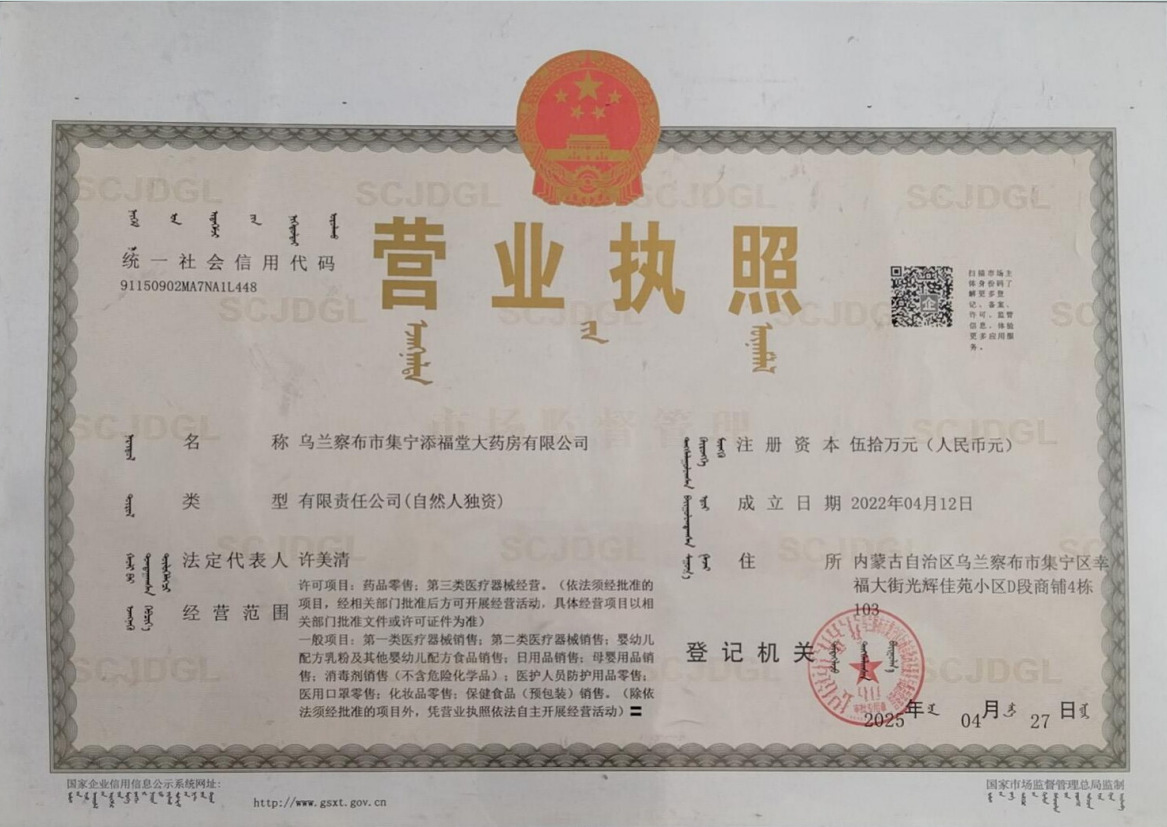 营业执照
统一社会信用代码
91150902MA7NA1L448
扫描市场主
体身份码了
解更多登
记、备案、
许可、监管
信息，体验
更多应用服
务。
名称 乌兰察布市集宁添福堂大药房有限公司
类型 有限责任公司(自然人独资)
法定代表人 许美清
经营范围
许可项目：药品零售；第三类医疗器械经营。（依法须经批准的
项目，经相关部门批准后方可开展经营活动，具体经营项目以相
关部门批准文件或许可证件为准）
一般项目：第一类医疗器械销售；第二类医疗器械销售；婴幼儿
配方乳粉及其他婴幼儿配方食品销售；日用品销售；母婴用品销
售；消毒剂销售（不含危险化学品）；医护人员防护用品零售；
医用口罩零售；化妆品零售；保健食品（预包装）销售。（除依
法须经批准的项目外，凭营业执照依法自主开展经营活动）〓
注册资本 伍拾万元（人民币元）
成立日期 2022年04月12日
住所 内蒙古自治区乌兰察布市集宁区幸
福大街光辉佳苑小区D段商铺4栋
103
登记机关
2025年04月27日
国家企业信用信息公示系统网址：
http://www.gsxt.gov.cn
国家市场监督管理总局监制
SCJDGL
市场监督管理